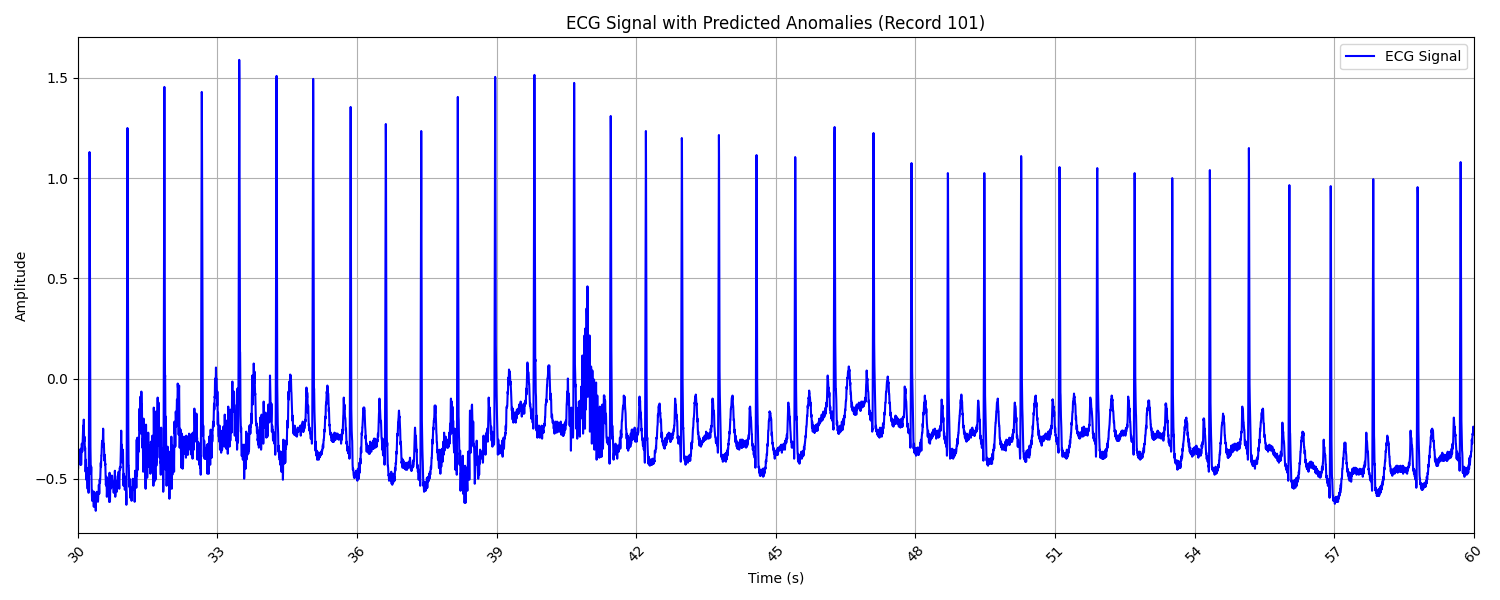 ECG Signal with Predicted Anomalies (Record 101)
ECG Signal
Amplitude
1.5
1.0
0.5
0.0
−0.5
30 33 36 39 42 45 48 51 54 57 60
Time (s)